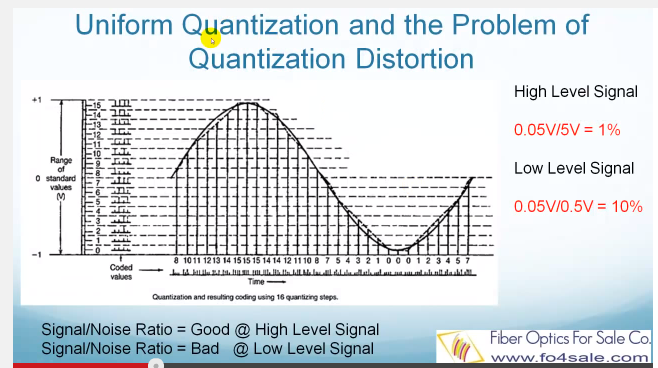 Uniform Quantization and the Problem of
Quantization Distortion
High Level Signal
0.05V/5V = 1%
Low Level Signal
0.05V/0.5V = 10%
+1
Range
of
0 standard
values
(V)
−1
15
14
13
12
11
10
9
8
7
6
5
4
3
2
1
0
8 10 11 12 13 14 15 15 15 14 14 12 11 10 8 7 5 4 3 2 1 0 0 0 1 2 3 4 5 7
Coded
values
Time
Quantization and resulting coding using 16 quantizing steps.
Signal/Noise Ratio = Good @ High Level Signal
Signal/Noise Ratio = Bad @ Low Level Signal
Fiber Optics For Sale Co.
www.fo4sale.com